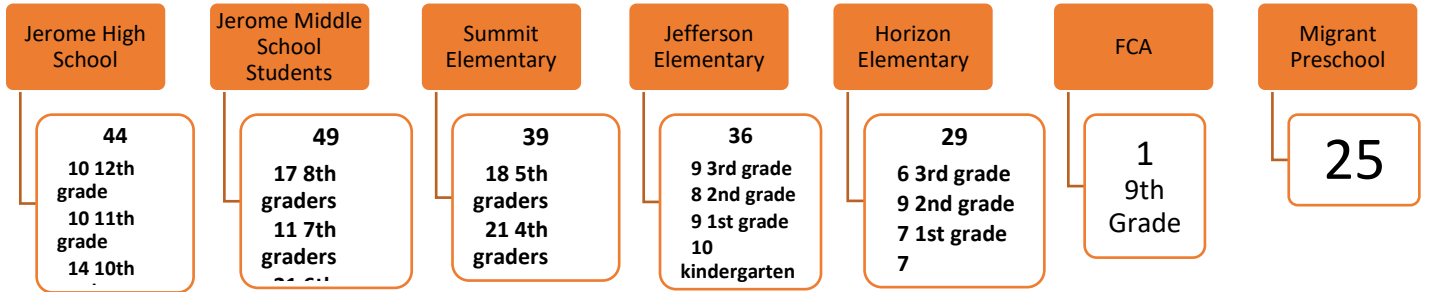 Jerome High
School
Jerome Middle
School
Students
Summit
Elementary
Jefferson
Elementary
Horizon
Elementary
FCA
Migrant
Preschool
44
10 12th
grade
10 11th
grade
14 10th
49
17 8th
graders
11 7th
graders
39
18 5th
graders
21 4th
graders
36
9 3rd grade
8 2nd grade
9 1st grade
10
kindergarten
29
6 3rd grade
9 2nd grade
7 1st grade
7
1
9th
Grade
25